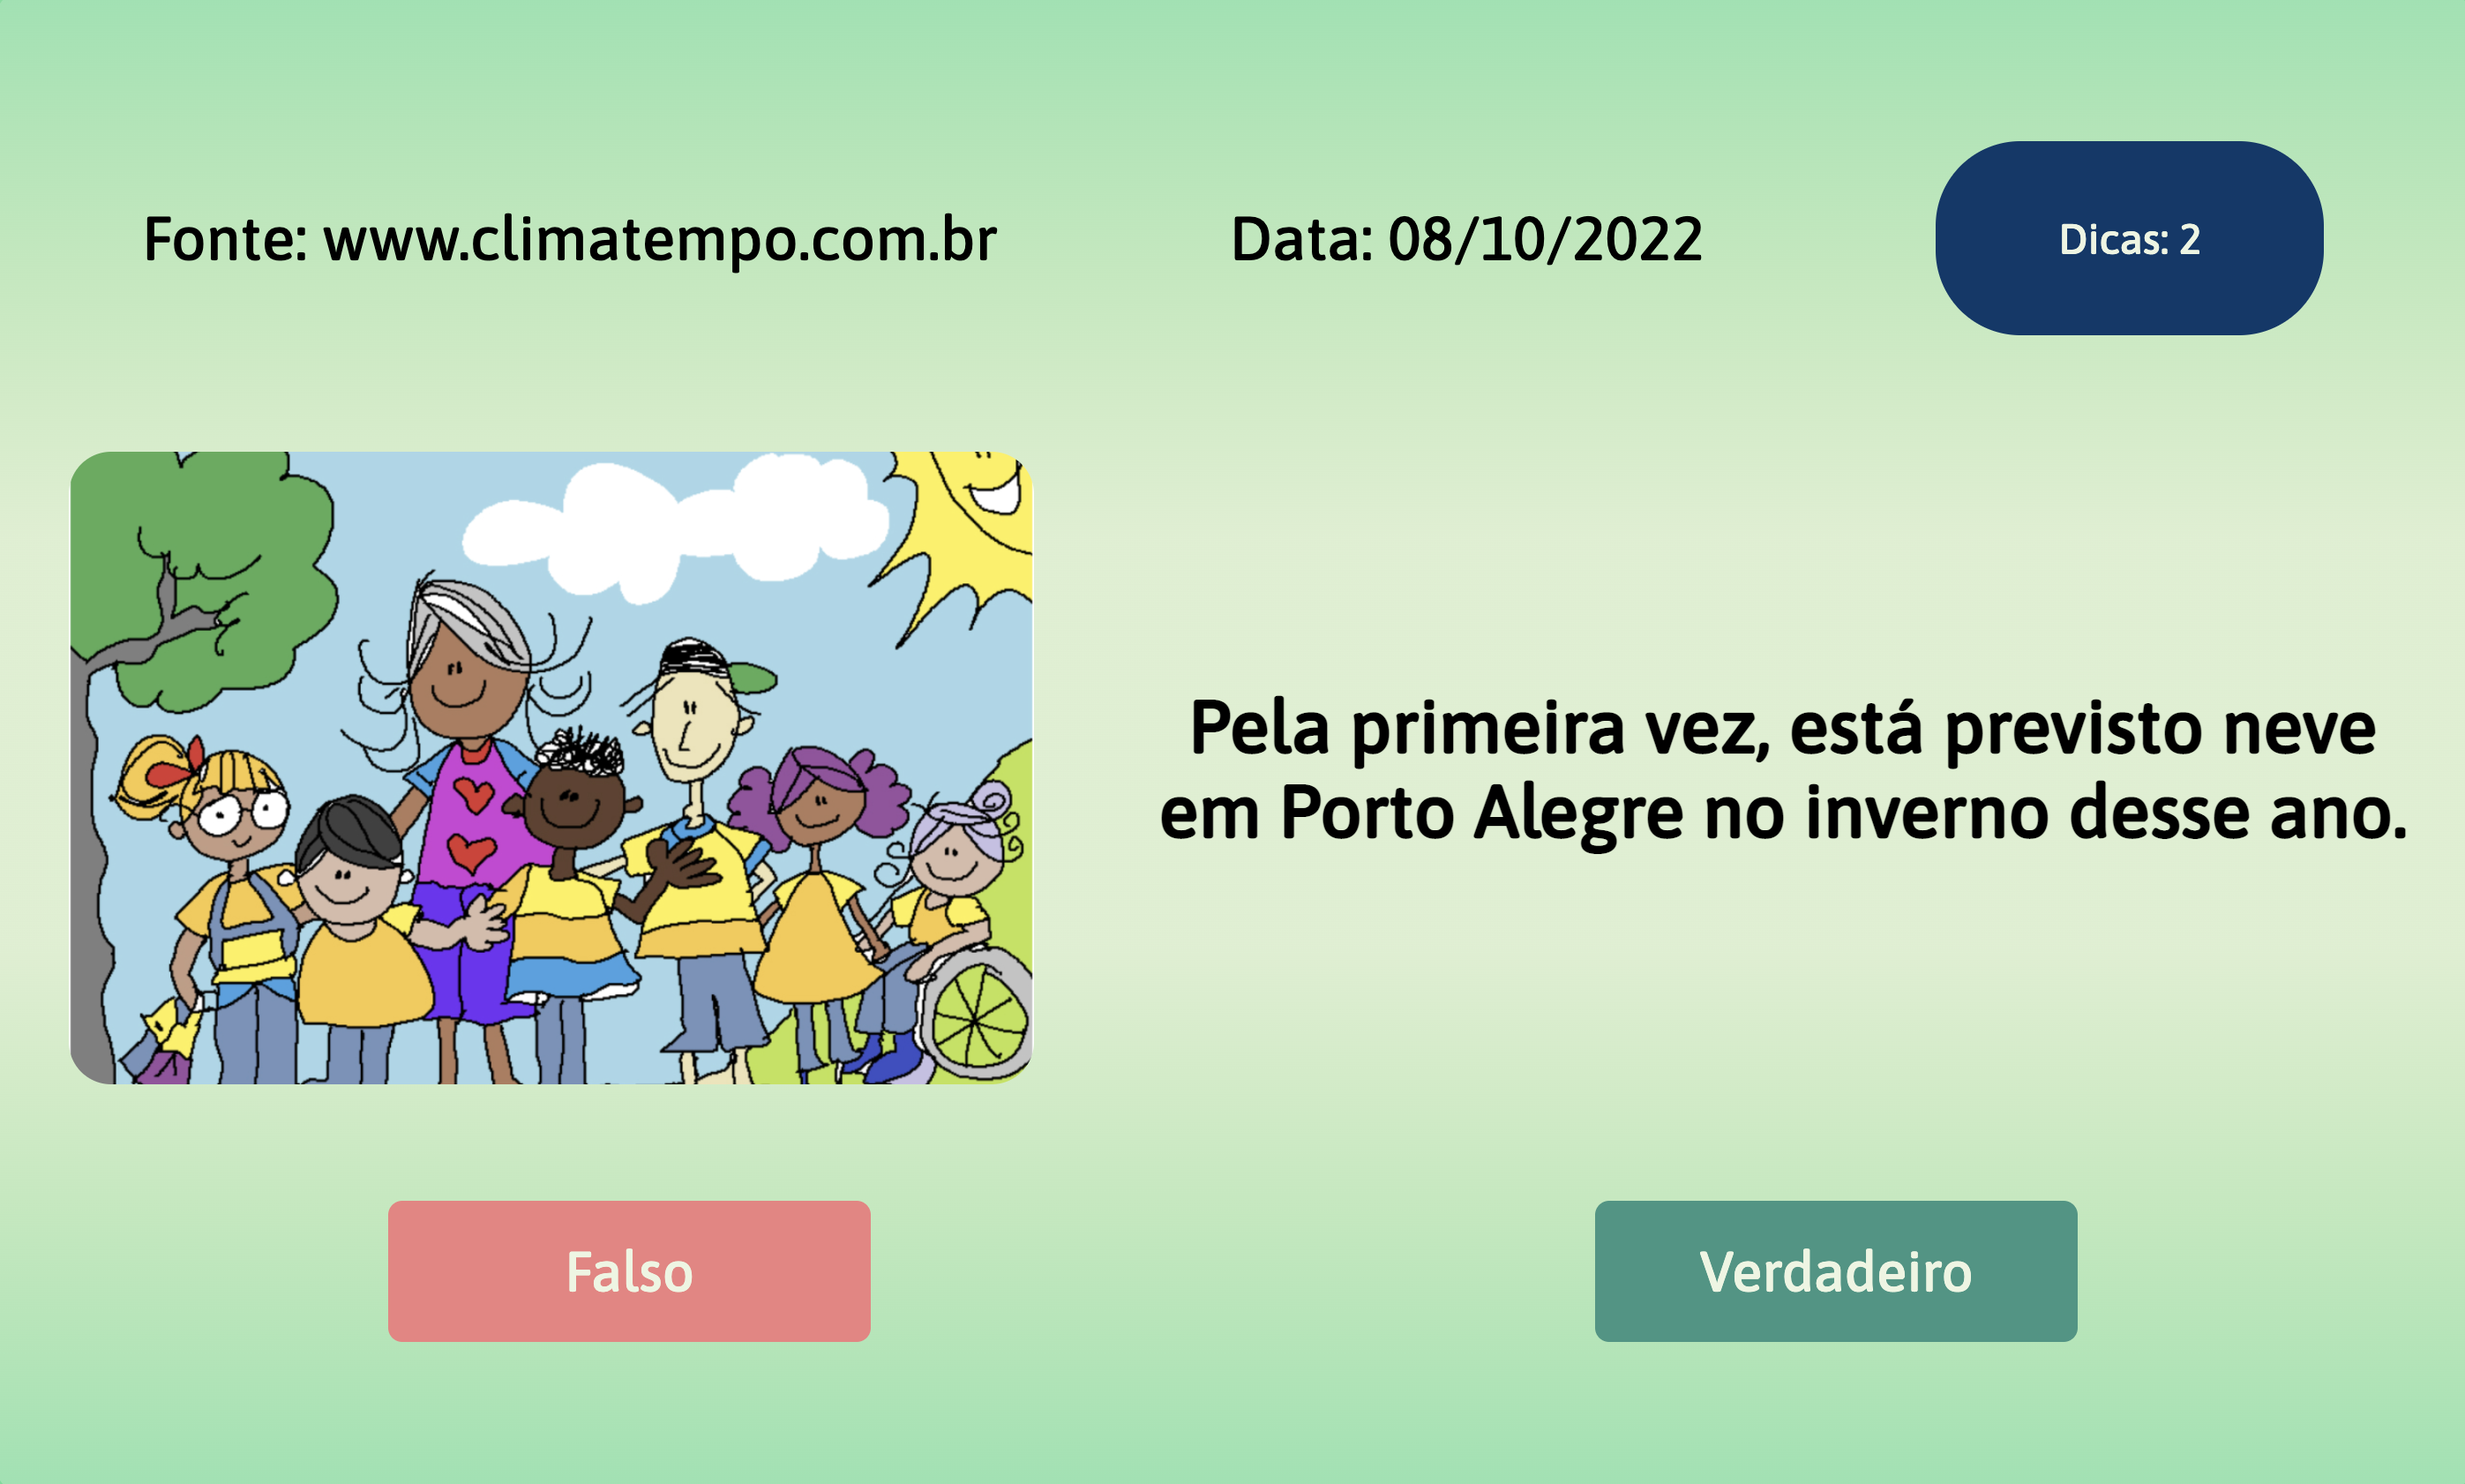 Fonte: www.climatempo.com.br
Data: 08/10/2022
Dicas: 2
Pela primeira vez, está previsto neve
em Porto Alegre no inverno desse ano.
Falso
Verdadeiro